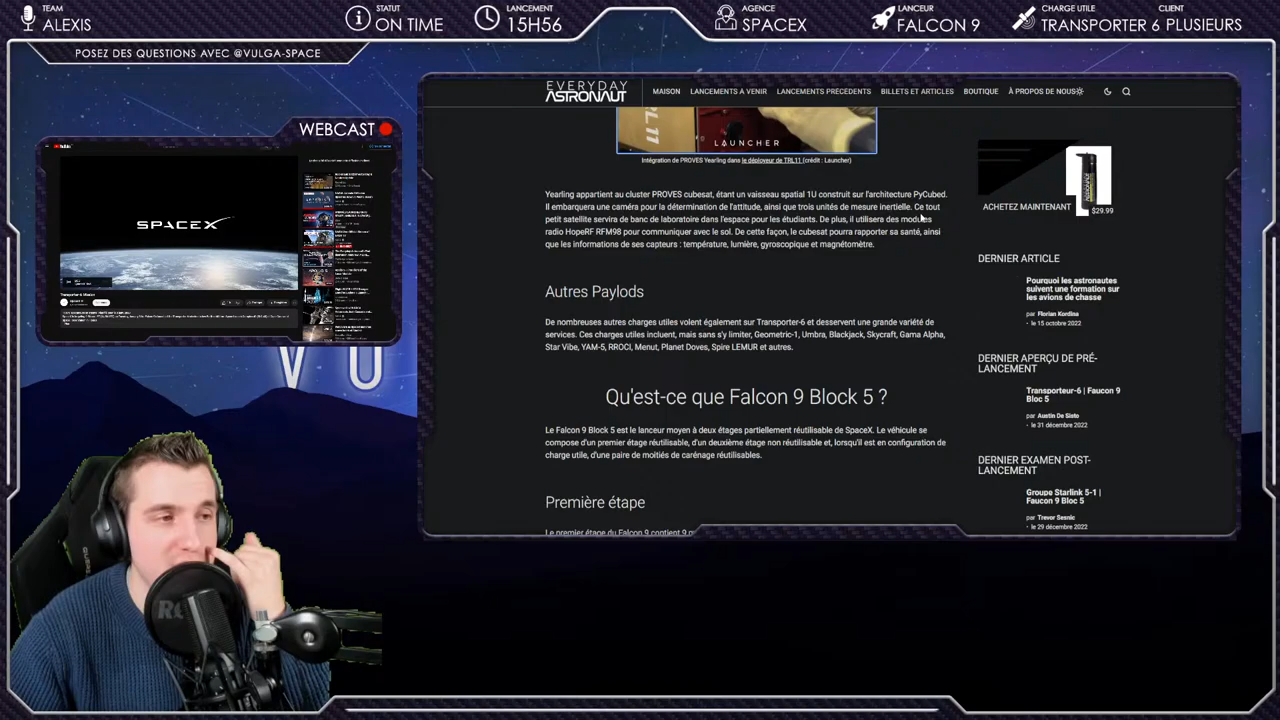 TEAM
ALEXIS
STATUT
ON TIME
LANCEMENT
15H56
AGENCE
SPACEX
LANCEUR
FALCON 9
CHARGE UTILE
TRANSPORTER 6
CLIENT
PLUSIEURS
POSEZ DES QUESTIONS AVEC @VULGA-SPACE
WEBCAST
SPACEX
V U
EVERYDAY
ASTRONAUT
MAISON
LANCEMENTS À VENIR
LANCEMENTS PRÉCÉDENTS
BILLETS ET ARTICLES
BOUTIQUE
À PROPOS DE NOUS
TRL 11
LAUNCHER
Intégration de PROVES Yearling dans le déployeur de TRL11 (crédit : Launcher)
Yearling appartient au cluster PROVES cubesat, étant un vaisseau spatial 1U construit sur l'architecture PyCubed.
Il embarquera une caméra pour la détermination de l'attitude, ainsi que trois unités de mesure inertielle. Ce tout
petit satellite servira de banc de laboratoire dans l'espace pour les étudiants. De plus, il utilisera des modules
radio HopeRF RFM98 pour communiquer avec le sol. De cette façon, le cubesat pourra rapporter sa santé, ainsi
que les informations de ses capteurs : température, lumière, gyroscopique et magnétomètre.
Autres Paylods
De nombreuses autres charges utiles volent également sur Transporter-6 et desservent une grande variété de
services. Ces charges utiles incluent, mais sans s'y limiter, Geometric-1, Umbra, Blackjack, Skycraft, Gama Alpha,
Star Vibe, YAM-5, RROCI, Menut, Planet Doves, Spire LEMUR et autres.
Qu'est-ce que Falcon 9 Block 5 ?
Le Falcon 9 Block 5 est le lanceur moyen à deux étages partiellement réutilisable de SpaceX. Le véhicule se
compose d'un premier étage réutilisable, d'un deuxième étage non réutilisable et, lorsqu'il est en configuration de
charge utile, d'une paire de moitiés de carénage réutilisables.
Première étape
Le premier étage du Falcon 9 contient 9
ACHETEZ MAINTENANT
$29.99
DERNIER ARTICLE
Pourquoi les astronautes
suivent une formation sur
les avions de chasse
par Florian Kordina
• le 15 octobre 2022
DERNIER APERÇU DE PRÉ-
LANCEMENT
Transporteur-6 | Faucon 9
Bloc 5
par Austin De Sisto
• le 31 décembre 2022
DERNIER EXAMEN POST-
LANCEMENT
Groupe Starlink 5-1 |
Faucon 9 Bloc 5
par Trevor Sesnic
• le 29 décembre 2022